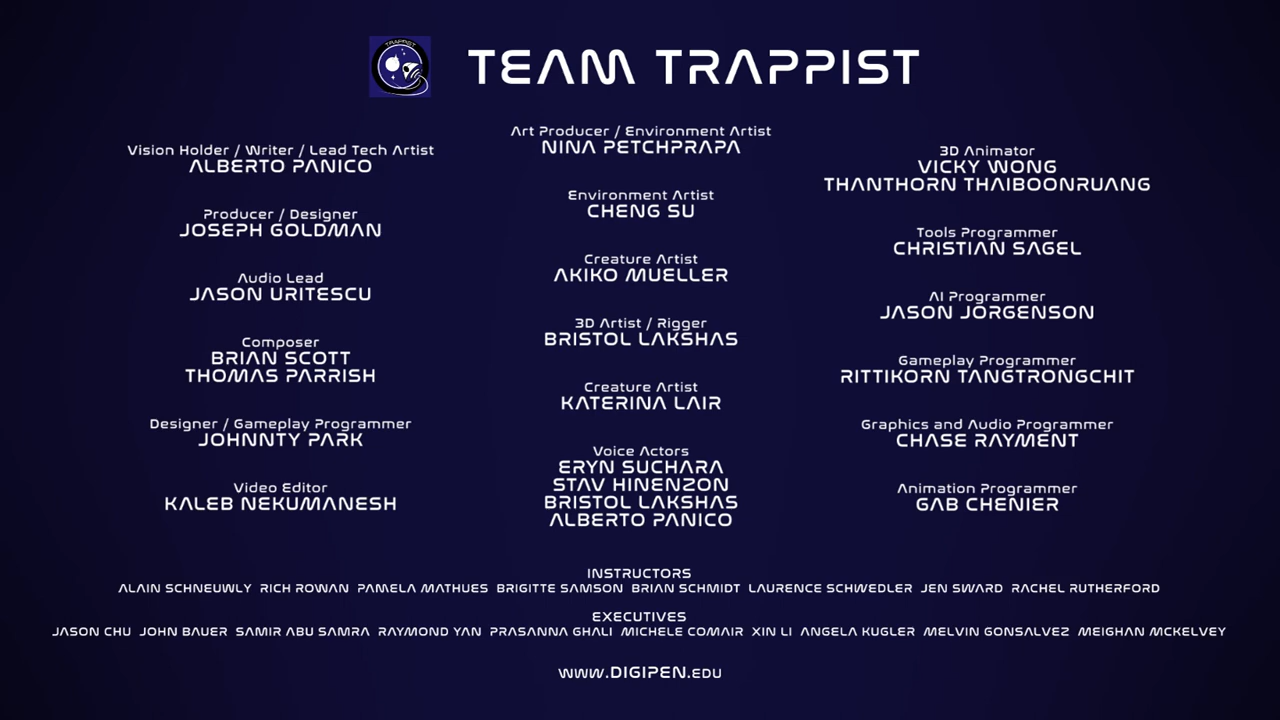 TRAPPIST
TEAM TRAPPIST
Vision Holder / Writer / Lead Tech Artist
ALBERTO PANICO
Producer / Designer
JOSEPH GOLDMAN
Audio Lead
JASON URITESCU
Composer
BRIAN SCOTT
THOMAS PARRISH
Designer / Gameplay Programmer
JOHNNTY PARK
Video Editor
KALEB NEKUMANESH
Art Producer / Environment Artist
NINA PETCHPRAPA
Environment Artist
CHENG SU
Creature Artist
AKIKO MUELLER
3D Artist / Rigger
BRISTOL LAKSHAS
Creature Artist
KATERINA LAIR
Voice Actors
ERYN SUCHARA
STAV HINENZON
BRISTOL LAKSHAS
ALBERTO PANICO
3D Animator
VICKY WONG
THANTHORN THAIBOONRUANG
Tools Programmer
CHRISTIAN SAGEL
AI Programmer
JASON JORGENSON
Gameplay Programmer
RITTIKORN TANGTRONGCHIT
Graphics and Audio Programmer
CHASE RAYMENT
Animation Programmer
GAB CHENIER
INSTRUCTORS
ALAIN SCHNEUWLY RICH ROWAN PAMELA MATHUES BRIGITTE SAMSON BRIAN SCHMIDT LAURENCE SCHWEDLER JEN SWARD RACHEL RUTHERFORD
EXECUTIVES
JASON CHU JOHN BAUER SAMIR ABU SAMRA RAYMOND YAN PRASANNA GHALI MICHELE COMAIR XIN LI ANGELA KUGLER MELVIN GONSALVEZ MEIGHAN MCKELVEY
WWW.DIGIPEN.EDU